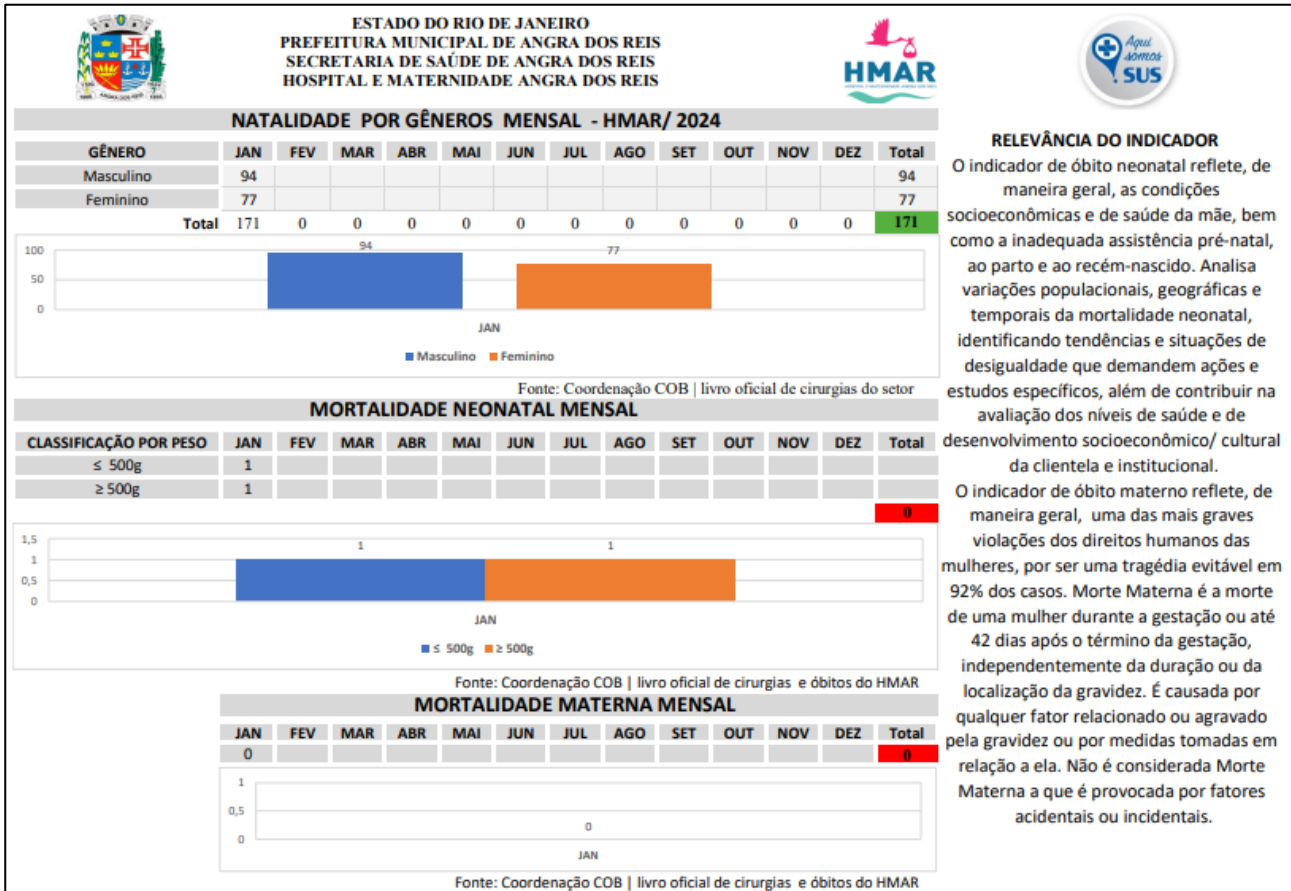 ESTADO DO RIO DE JANEIRO
PREFEITURA MUNICIPAL DE ANGRA DOS REIS
SECRETARIA DE SAÚDE DE ANGRA DOS REIS
HOSPITAL E MATERNIDADE ANGRA DOS REIS
ANGRA DOS REIS
HMAR
HOSPITAL E MATERNIDADE ANGRA DOS REIS
Aqui
somos
SUS
NATALIDADE POR GÊNEROS MENSAL - HMAR/ 2024
GÊNERO JAN FEV MAR ABR MAI JUN JUL AGO SET OUT NOV DEZ Total
Masculino 94 94
Feminino 77 77
Total 171 0 0 0 0 0 0 0 0 0 0 0 171
94 77
100
50
0
JAN
Masculino Feminino
Fonte: Coordenação COB | livro oficial de cirurgias do setor
MORTALIDADE NEONATAL MENSAL
CLASSIFICAÇÃO POR PESO JAN FEV MAR ABR MAI JUN JUL AGO SET OUT NOV DEZ Total
≤ 500g 1
≥ 500g 1
0
1,5
1 1
1
0,5
0
JAN
≤ 500g ≥ 500g
Fonte: Coordenação COB | livro oficial de cirurgias e óbitos do HMAR
MORTALIDADE MATERNA MENSAL
JAN FEV MAR ABR MAI JUN JUL AGO SET OUT NOV DEZ Total
0 0
1
0,5
0
0
JAN
Fonte: Coordenação COB | livro oficial de cirurgias e óbitos do HMAR
RELEVÂNCIA DO INDICADOR
O indicador de óbito neonatal reflete, de
maneira geral, as condições
socioeconômicas e de saúde da mãe, bem
como a inadequada assistência pré-natal,
ao parto e ao recém-nascido. Analisa
variações populacionais, geográficas e
temporais da mortalidade neonatal,
identificando tendências e situações de
desigualdade que demandem ações e
estudos específicos, além de contribuir na
avaliação dos níveis de saúde e de
desenvolvimento socioeconômico/ cultural
da clientela e institucional.
O indicador de óbito materno reflete, de
maneira geral, uma das mais graves
violações dos direitos humanos das
mulheres, por ser uma tragédia evitável em
92% dos casos. Morte Materna é a morte
de uma mulher durante a gestação ou até
42 dias após o término da gestação,
independentemente da duração ou da
localização da gravidez. É causada por
qualquer fator relacionado ou agravado
pela gravidez ou por medidas tomadas em
relação a ela. Não é considerada Morte
Materna a que é provocada por fatores
acidentais ou incidentais.